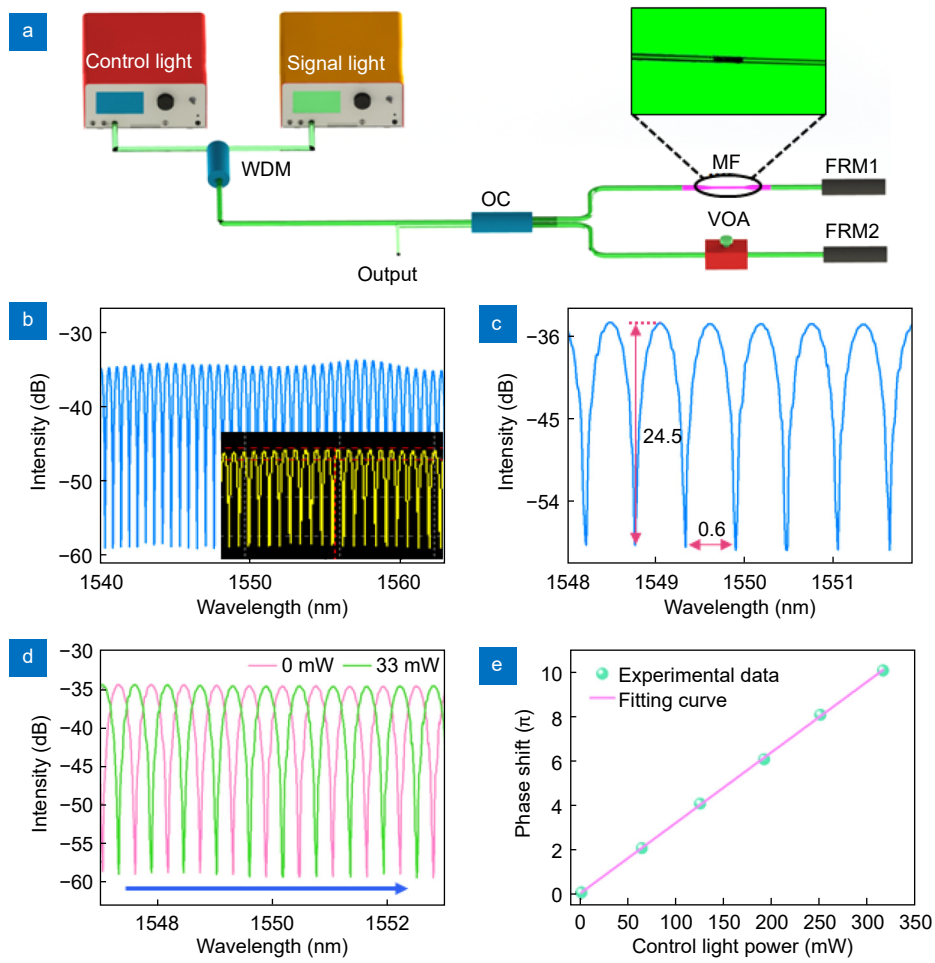 a
Control light
Signal light
WDM
OC
MF
FRM1
VOA
FRM2
Output
b
Intensity (dB)
−30
−40
−50
−60
1540
1550
1560
Wavelength (nm)
c
Intensity (dB)
−36
−45
−54
24.5
0.6
1548
1549
1550
1551
Wavelength (nm)
d
Intensity (dB)
−30
−35
−40
−45
−50
−55
−60
0 mW
33 mW
1548
1550
1552
Wavelength (nm)
e
Phase shift (π)
10
8
6
4
2
0
Experimental data
Fitting curve
0
50
100
150
200
250
300
350
Control light power (mW)